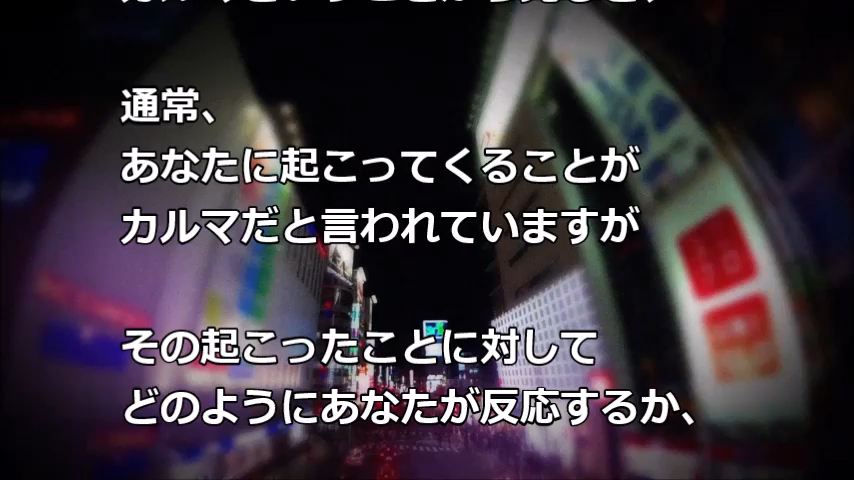 通常、
あなたに起こってくることが
カルマだと言われていますが
その起こったことに対して
どのようにあなたが反応するか、